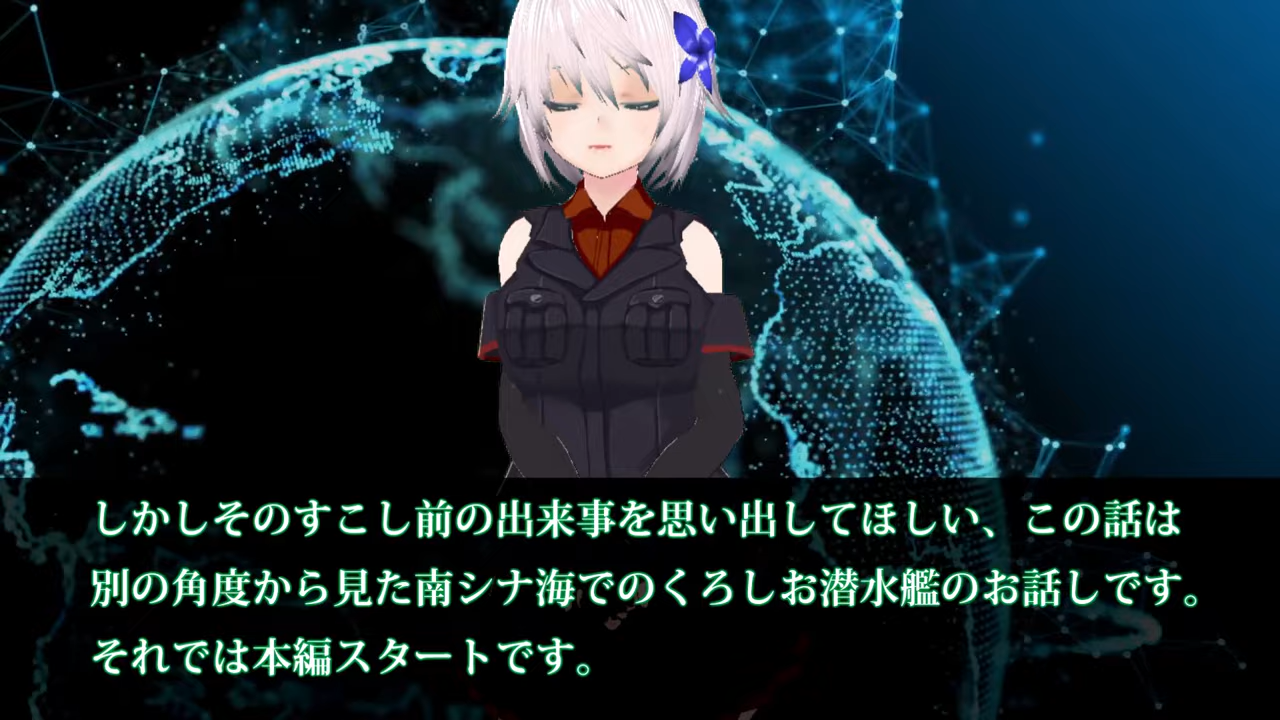 しかしそのすこし前の出来事を思い出してほしい、この話は
別の角度から見た南シナ海でのくろしお潜水艦のお話しです。
それでは本編スタートです。